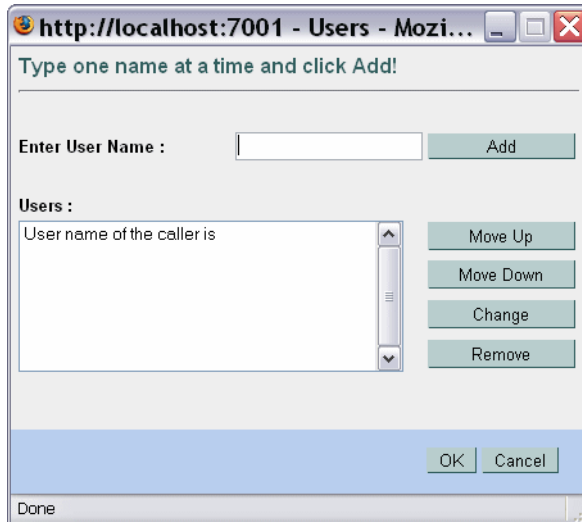 http://localhost:7001 - Users - Mozi...
Type one name at a time and click Add!
Enter User Name :
Add
Users :
User name of the caller is
Move Up
Move Down
Change
Remove
OK
Cancel
Done